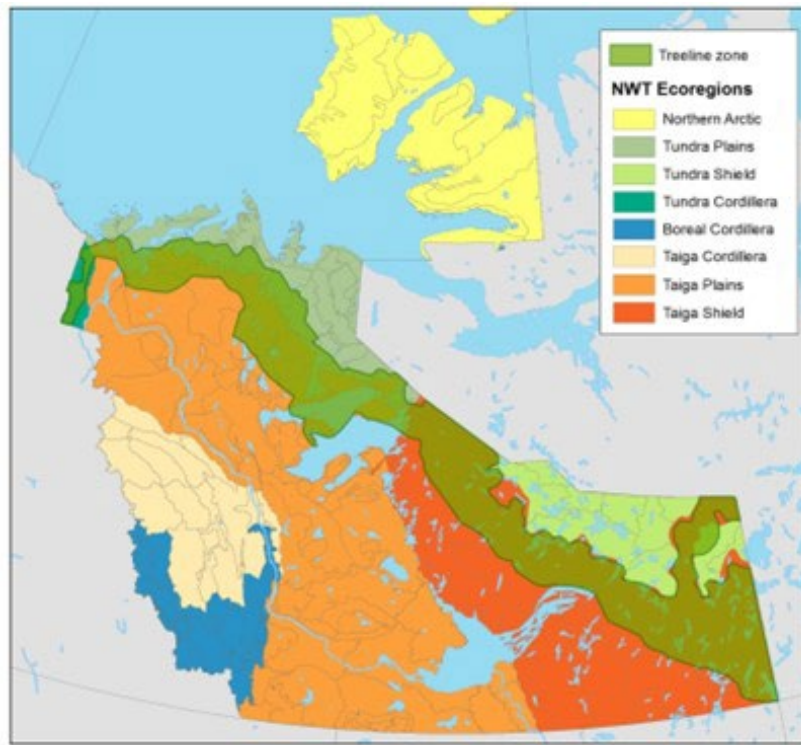 Treeline zone
NWT Ecoregions
Northern Arctic
Tundra Plains
Tundra Shield
Tundra Cordillera
Boreal Cordillera
Taiga Cordillera
Taiga Plains
Taiga Shield